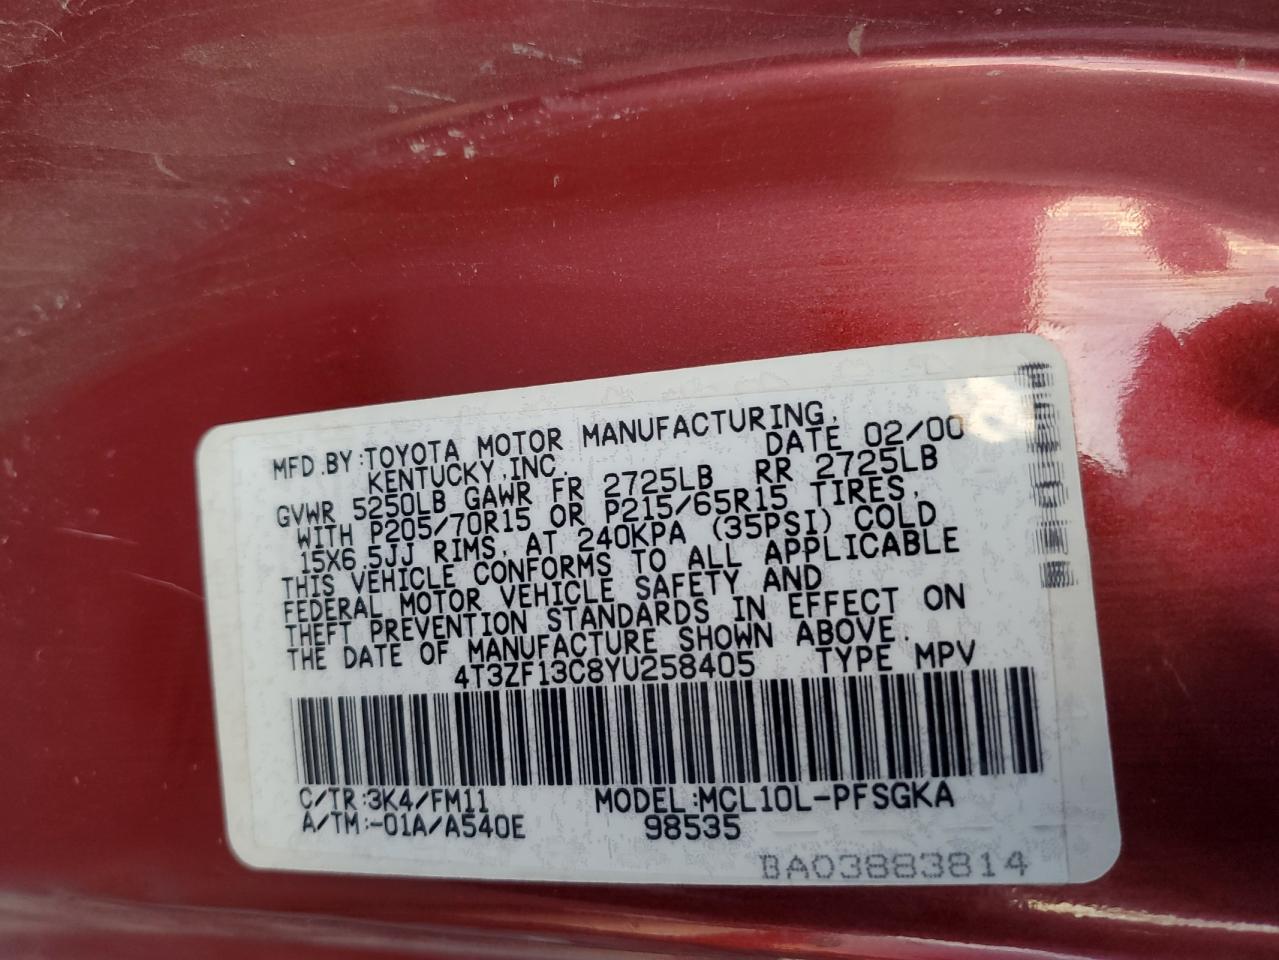 MFD.BY:TOYOTA MOTOR MANUFACTURING,
KENTUCKY,INC. DATE 02/00
GVWR 5250LB GAWR FR 2725LB RR 2725LB
WITH P205/70R15 OR P215/65R15 TIRES,
15X6.5JJ RIMS, AT 240KPA (35PSI) COLD
THIS VEHICLE CONFORMS TO ALL APPLICABLE
FEDERAL MOTOR VEHICLE SAFETY AND
THEFT PREVENTION STANDARDS IN EFFECT ON
THE DATE OF MANUFACTURE SHOWN ABOVE.
4T3ZF13C8YU258405 TYPE MPV
C/TR:3K4/FM11 MODEL:MCL10L-PFSGKA
A/TM:-01A/A540E 98535
BA03883814